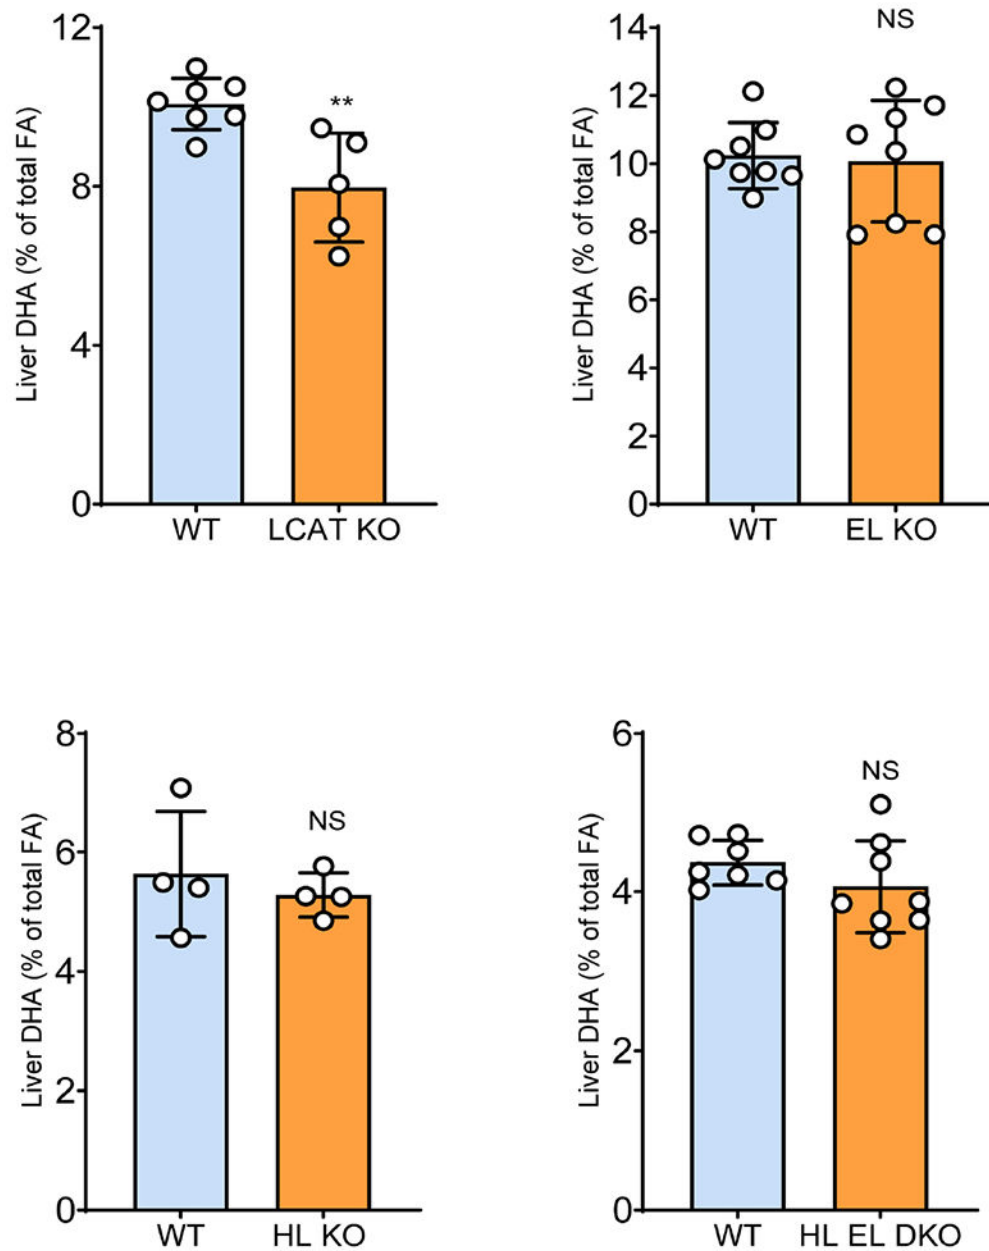 Liver DHA (% of total FA)
12
8
4
0
**
WT
LCAT KO
Liver DHA (% of total FA)
14
12
10
8
6
4
2
0
NS
WT
EL KO
Liver DHA (% of total FA)
8
6
4
2
0
NS
WT
HL KO
Liver DHA (% of total FA)
6
4
2
0
NS
WT
HL EL DKO